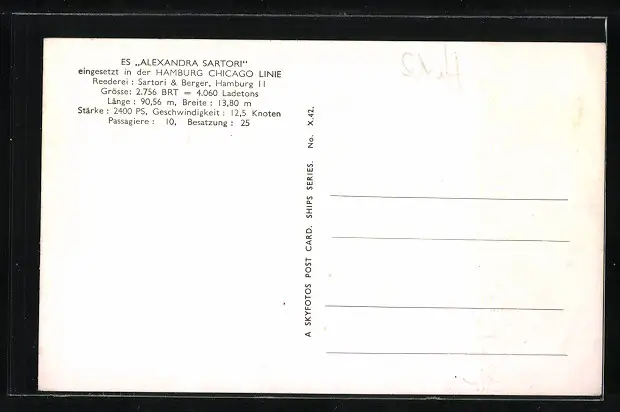 ES „ALEXANDRA SARTORI“
eingesetzt in der HAMBURG CHICAGO LINIE
Reederei : Sartori & Berger, Hamburg 11
Grösse: 2.756 BRT = 4.060 Ladetons
Länge : 90,56 m, Breite : 13,80 m
Stärke : 2400 PS, Geschwindigkeit : 12,5 Knoten
Passagiere : 10, Besatzung : 25
A SKYFOTOS POST CARD. SHIPS SERIES. No. X.42.